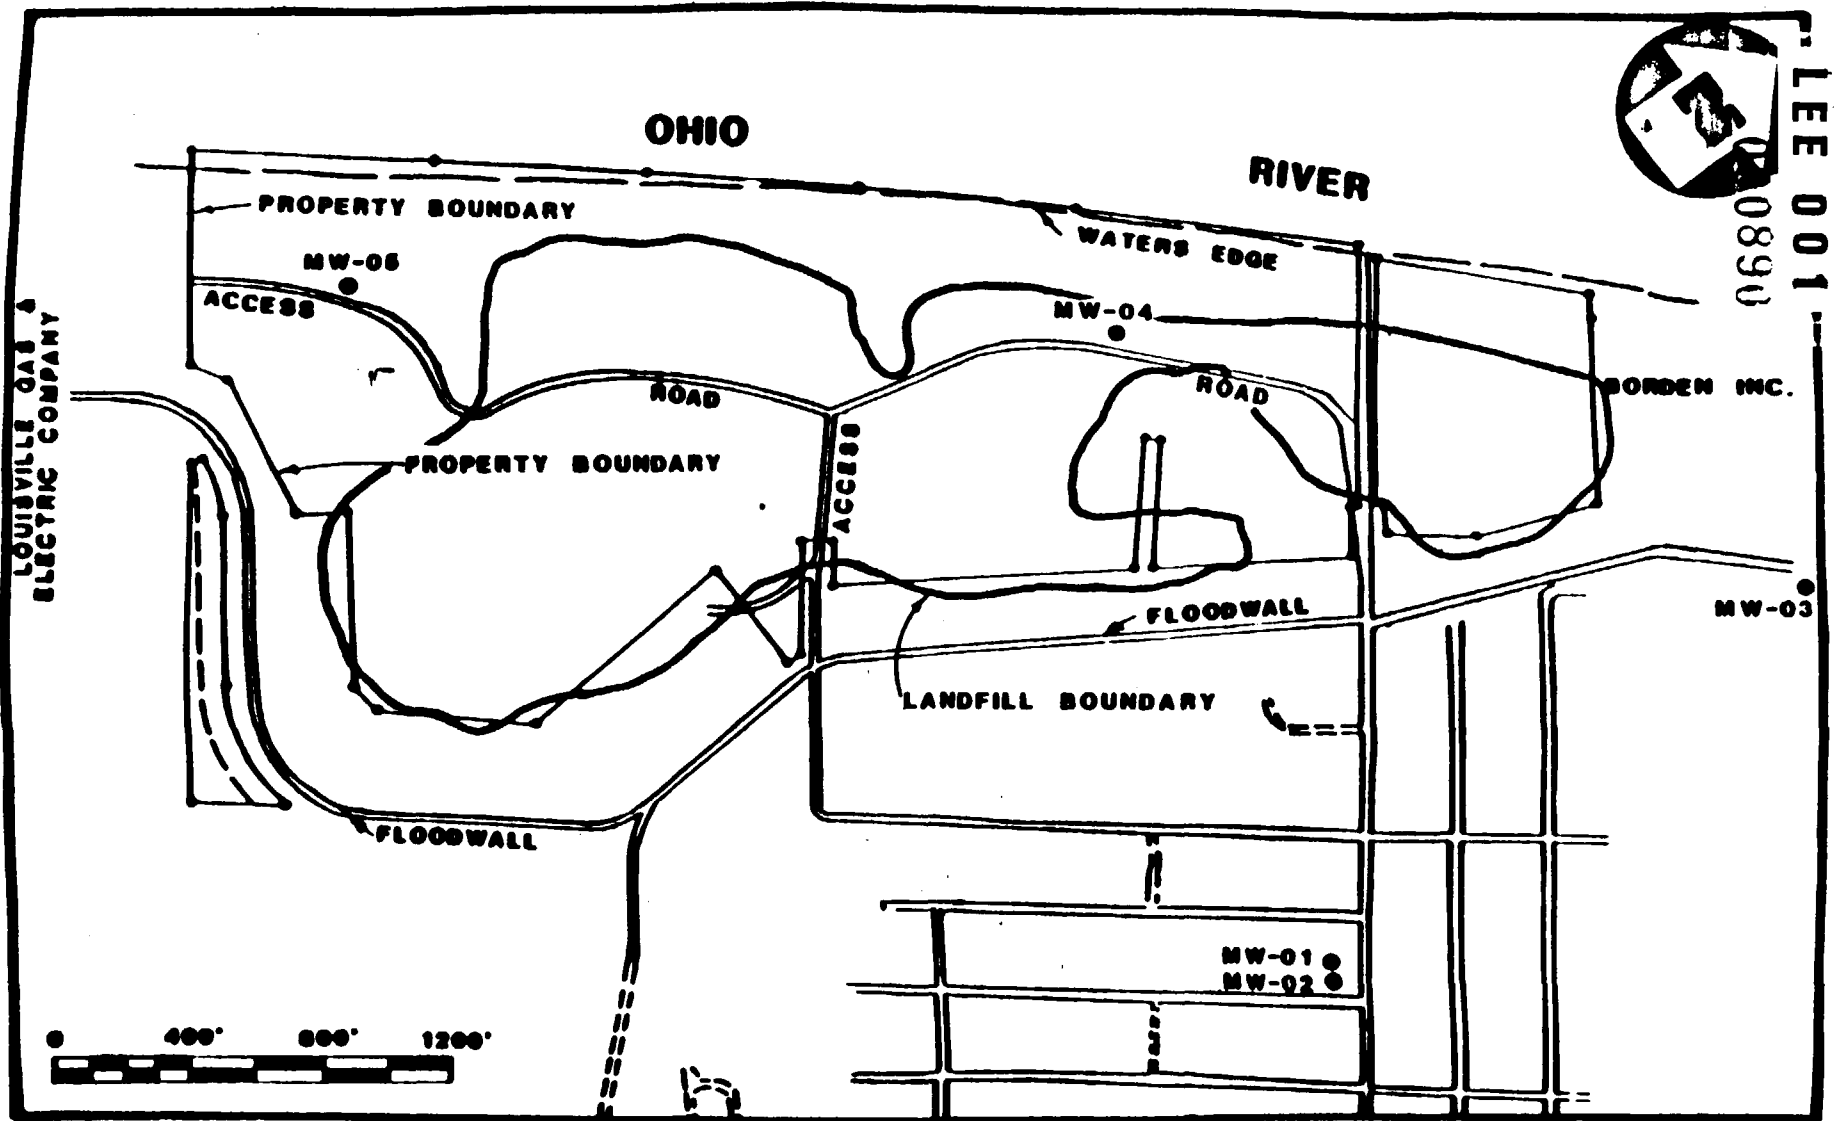 OHIO
RIVER
LEE 001
000890
PROPERTY BOUNDARY
WATERS EDGE
MW-05
ACCESS
MW-04
ROAD
ROAD
BORDEN INC.
LOUISVILLE GAS &
ELECTRIC COMPANY
PROPERTY BOUNDARY
ACCESS
FLOODWALL
MW-03
LANDFILL BOUNDARY
FLOODWALL
MW-01
MW-02
0 400' 800' 1200'